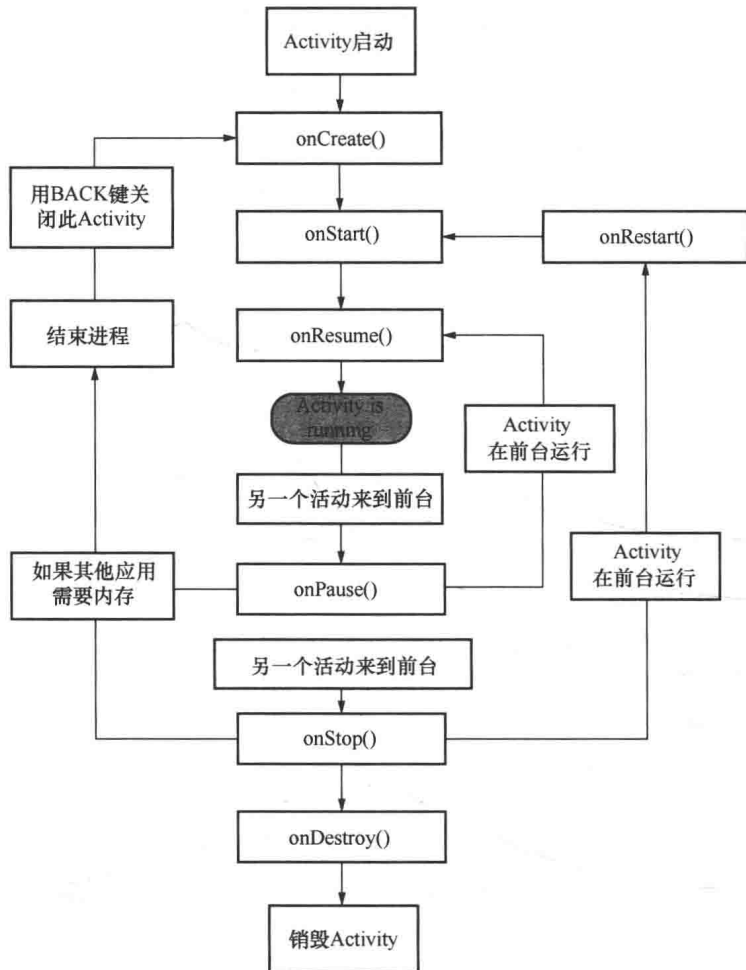 Activity启动
onCreate()
用BACK键关
闭此Activity
onStart()
onRestart()
结束进程
onResume()
Activity is
running
Activity
在前台运行
另一个活动来到前台
如果其他应用
需要内存
onPause()
Activity
在前台运行
另一个活动来到前台
onStop()
onDestroy()
销毁Activity